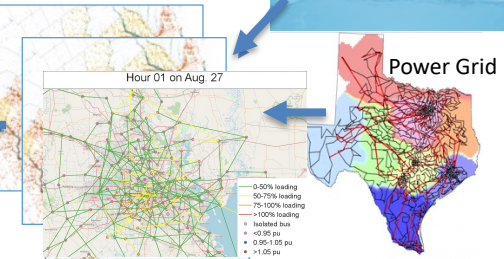 Hour 01 on Aug. 27
Power Grid
0-50% loading
50-75% loading
75-100% loading
>100% loading
Isolated bus
<0.95 pu
0.95-1.05 pu
>1.05 pu